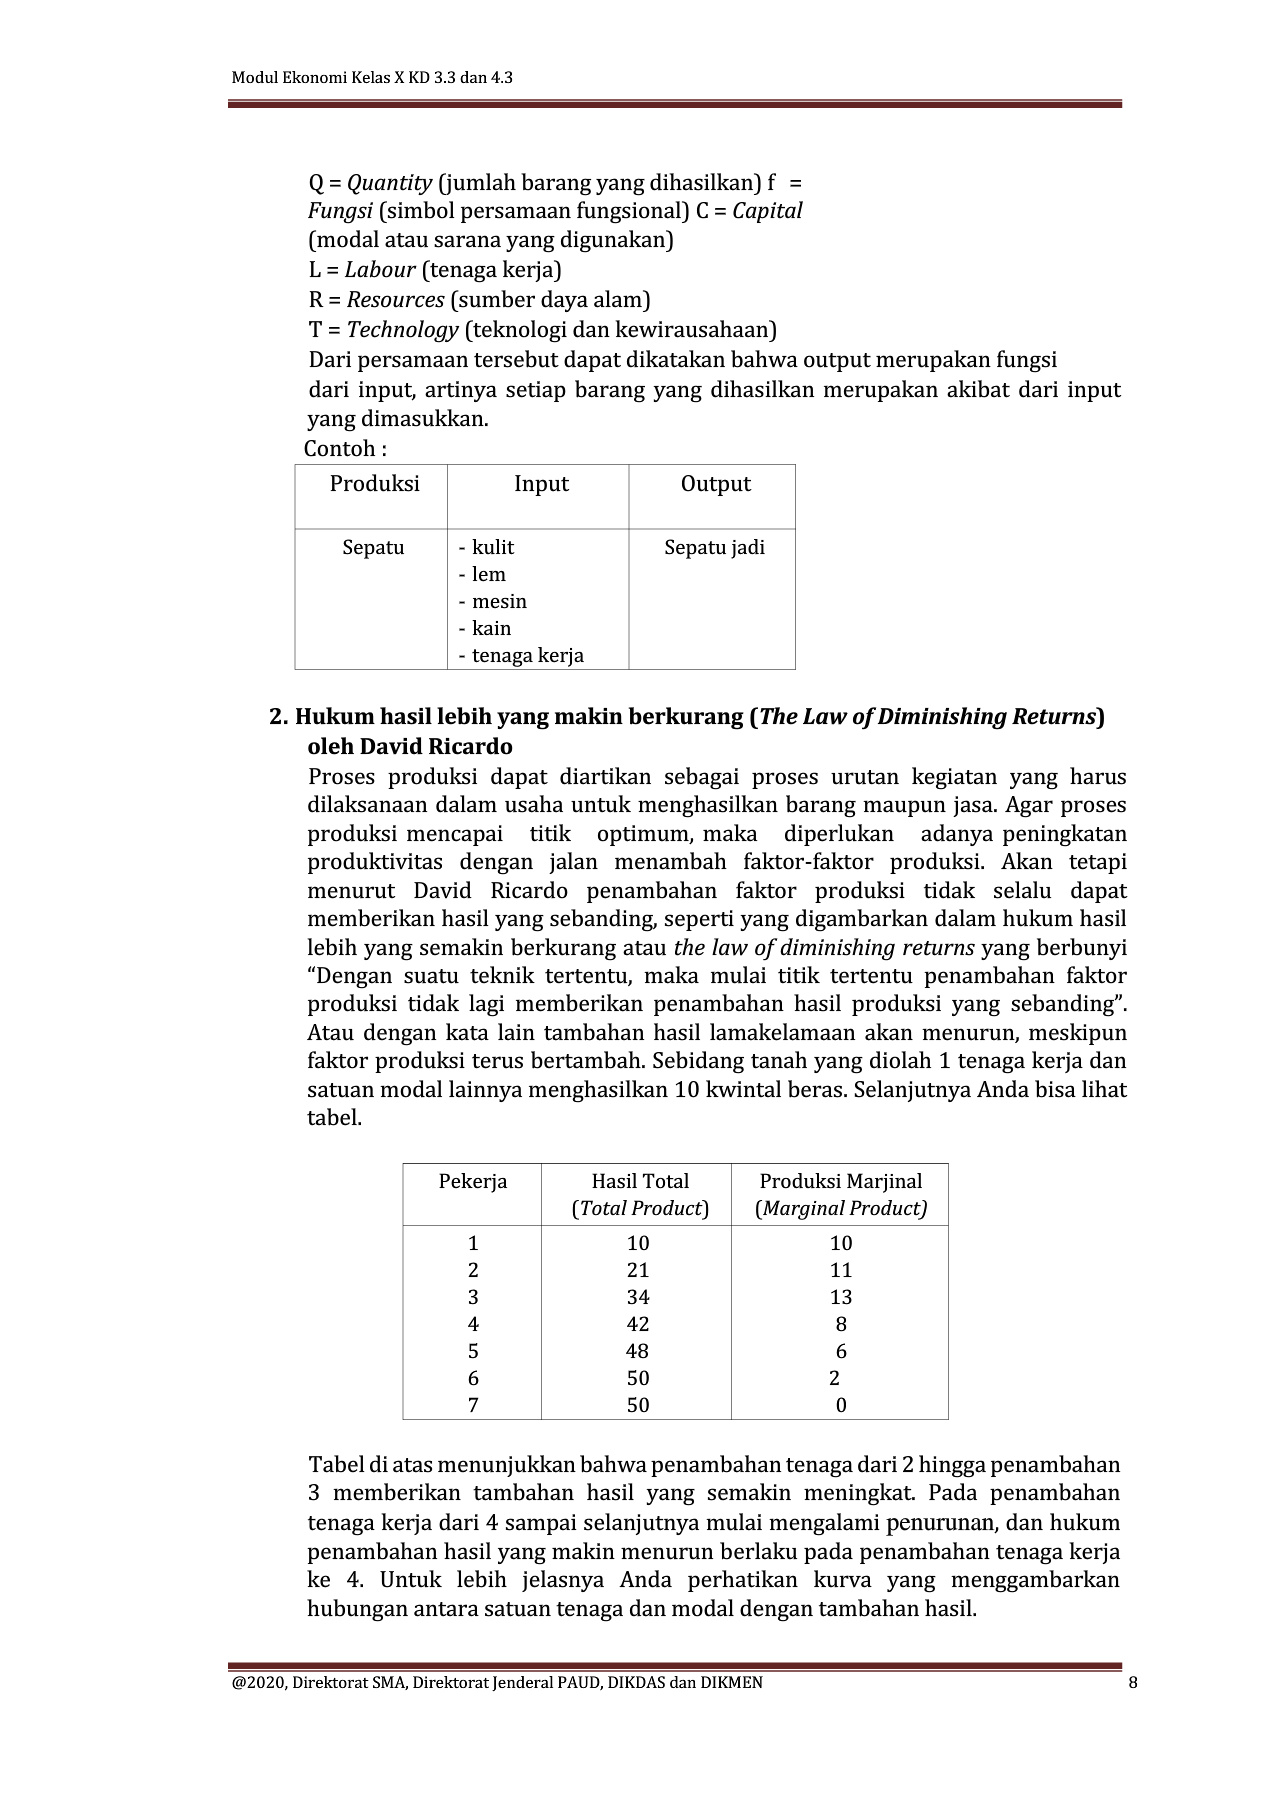 Modul Ekonomi Kelas X KD 3.3 dan 4.3
Q = Quantity (jumlah barang yang dihasilkan) f =
Fungsi (simbol persamaan fungsional) C = Capital
(modal atau sarana yang digunakan)
L = Labour (tenaga kerja)
R = Resources (sumber daya alam)
T = Technology (teknologi dan kewirausahaan)
Dari persamaan tersebut dapat dikatakan bahwa output merupakan fungsi
dari input, artinya setiap barang yang dihasilkan merupakan akibat dari input
yang dimasukkan.
Contoh :
Produksi Input Output
Sepatu - kulit Sepatu jadi
- lem
- mesin
- kain
- tenaga kerja
2. Hukum hasil lebih yang makin berkurang (The Law of Diminishing Returns)
oleh David Ricardo
Proses produksi dapat diartikan sebagai proses urutan kegiatan yang harus
dilaksanaan dalam usaha untuk menghasilkan barang maupun jasa. Agar proses
produksi mencapai titik optimum, maka diperlukan adanya peningkatan
produktivitas dengan jalan menambah faktor-faktor produksi. Akan tetapi
menurut David Ricardo penambahan faktor produksi tidak selalu dapat
memberikan hasil yang sebanding, seperti yang digambarkan dalam hukum hasil
lebih yang semakin berkurang atau the law of diminishing returns yang berbunyi
“Dengan suatu teknik tertentu, maka mulai titik tertentu penambahan faktor
produksi tidak lagi memberikan penambahan hasil produksi yang sebanding”.
Atau dengan kata lain tambahan hasil lamakelamaan akan menurun, meskipun
faktor produksi terus bertambah. Sebidang tanah yang diolah 1 tenaga kerja dan
satuan modal lainnya menghasilkan 10 kwintal beras. Selanjutnya Anda bisa lihat
tabel.
Pekerja Hasil Total Produksi Marjinal
(Total Product) (Marginal Product)
1 10 10
2 21 11
3 34 13
4 42 8
5 48 6
6 50 2
7 50 0
Tabel di atas menunjukkan bahwa penambahan tenaga dari 2 hingga penambahan
3 memberikan tambahan hasil yang semakin meningkat. Pada penambahan
tenaga kerja dari 4 sampai selanjutnya mulai mengalami penurunan, dan hukum
penambahan hasil yang makin menurun berlaku pada penambahan tenaga kerja
ke 4. Untuk lebih jelasnya Anda perhatikan kurva yang menggambarkan
hubungan antara satuan tenaga dan modal dengan tambahan hasil.
@2020, Direktorat SMA, Direktorat Jenderal PAUD, DIKDAS dan DIKMEN 8